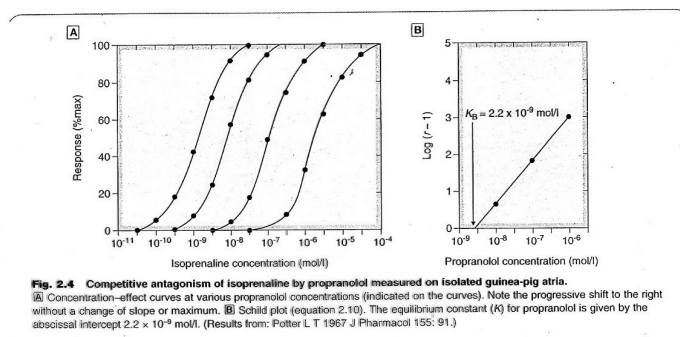 A
B
Response (%max)
100
80
60
40
20
0
10-11
10-10
10-9
10-8
10-7
10-6
10-5
10-4
Isoprenaline concentration (mol/l)
Log (r – 1)
5
4
3
2
1
0
KB = 2.2 x 10-9 mol/l
10-9
10-8
10-7
10-6
Propranolol concentration (mol/l)
Fig. 2.4 Competitive antagonism of isoprenaline by propranolol measured on isolated guinea-pig atria.
A Concentration–effect curves at various propranolol concentrations (indicated on the curves). Note the progressive shift to the right
without a change of slope or maximum. B Schild plot (equation 2.10). The equilibrium constant (K) for propranolol is given by the
abscissal intercept 2.2 × 10-9 mol/l. (Results from: Potter L T 1967 J Pharmacol 155: 91.)